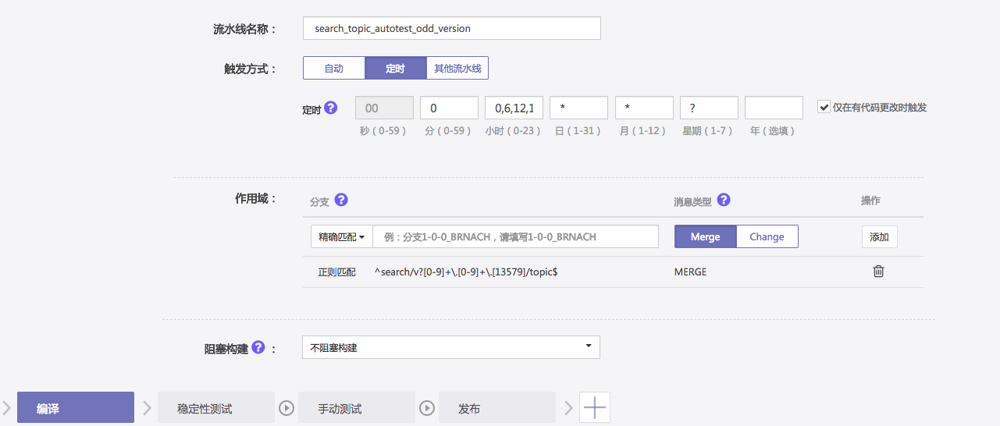 流水线名称： search_topic_autotest_odd_version
触发方式： 自动 定时 其他流水线
定时 ? 00 0 0,6,12,1 * * ? 仅在有代码更改时触发
秒（0-59） 分（0-59） 小时（0-23） 日（1-31） 月（1-12） 星期（1-7） 年（选填）
作用域： 分支 ? 消息类型 ? 操作
精确匹配 例：分支1-0-0_BRNACH，请填写1-0-0_BRNACH Merge Change 添加
正则匹配 ^search/v?[0-9]+\.[0-9]+\.[13579]/topic$ MERGE
阻塞构建 ? ： 不阻塞构建
编译 稳定性测试 手动测试 发布